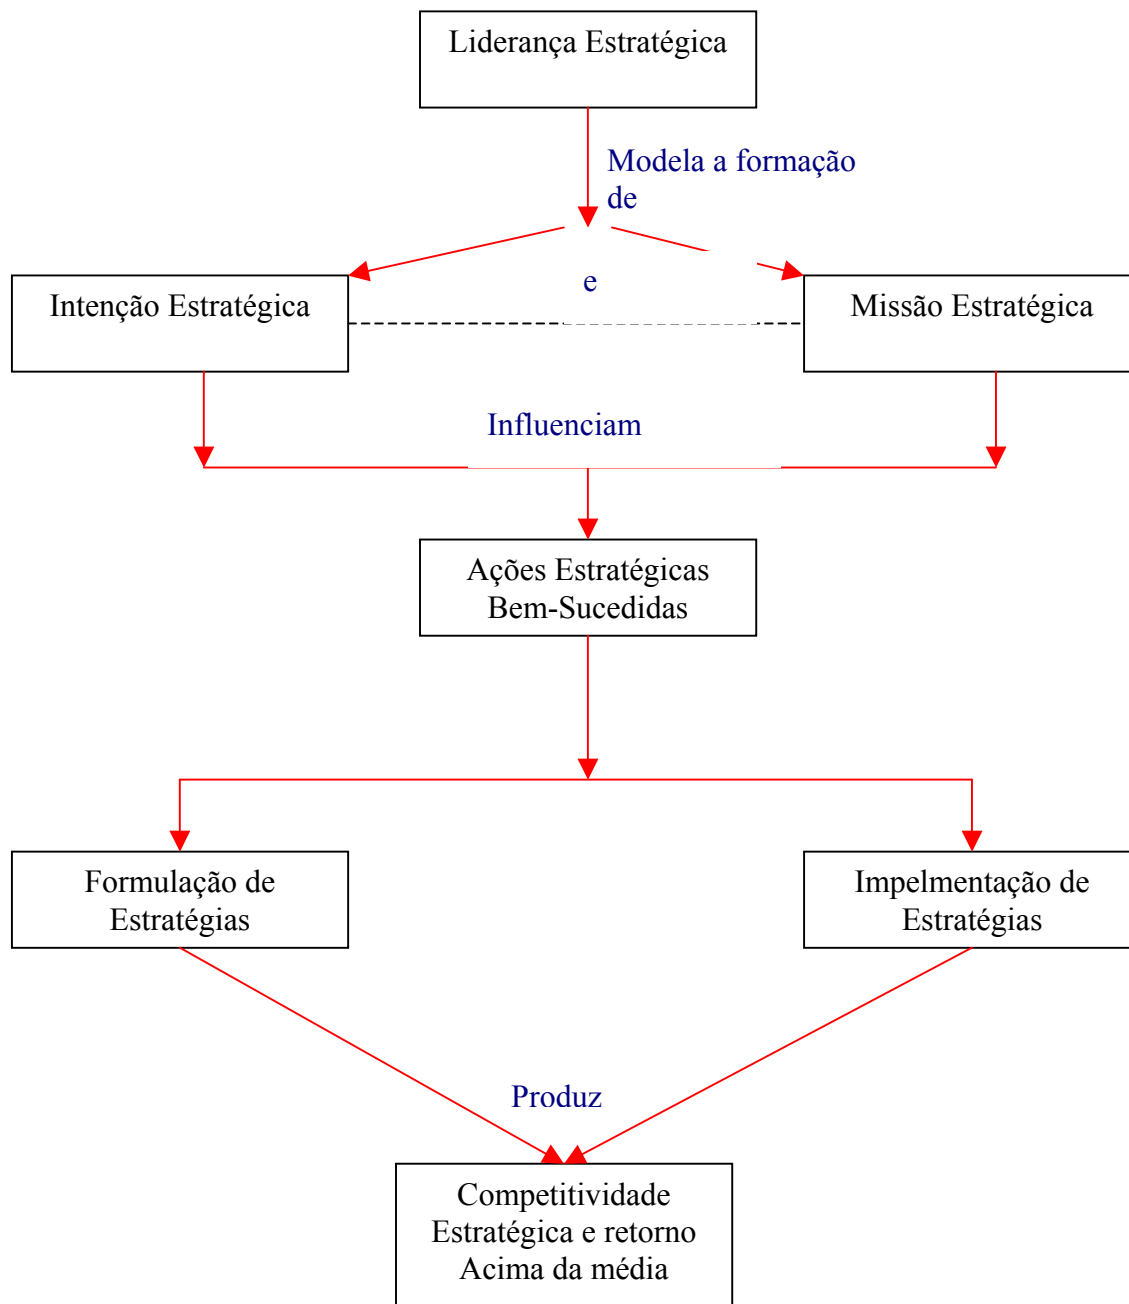 Liderança Estratégica
Modela a formação
de
e
Intenção Estratégica
Missão Estratégica
Influenciam
Ações Estratégicas
Bem-Sucedidas
Formulação de
Estratégias
Impelmentação de
Estratégias
Produz
Competitividade
Estratégica e retorno
Acima da média